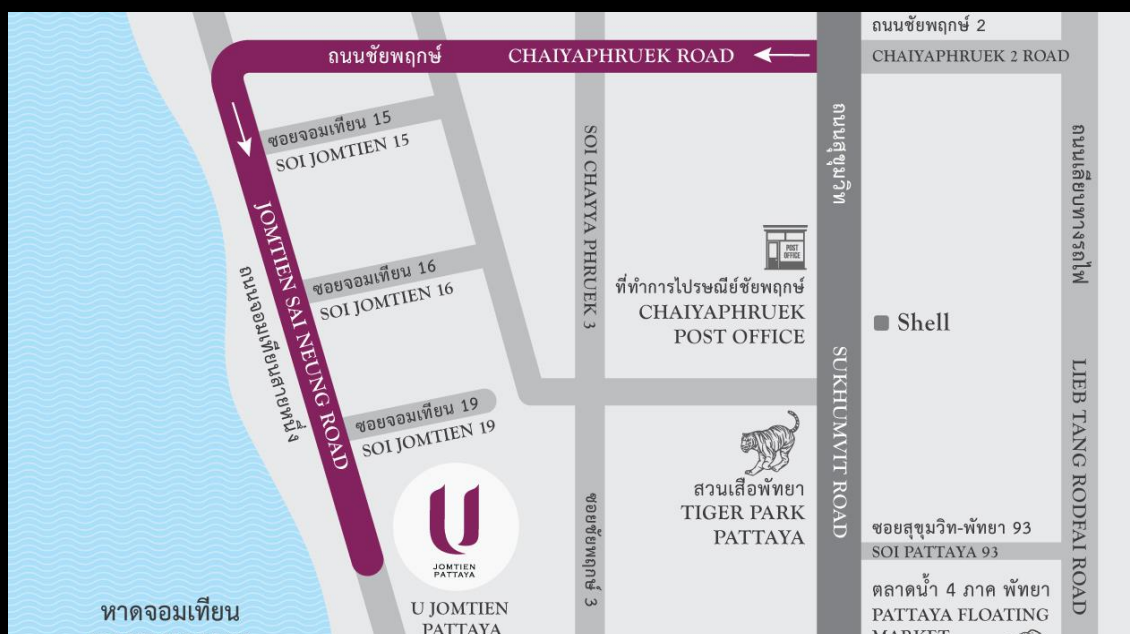 ถนนชัยพฤกษ์ 2
ถนนชัยพฤกษ์ CHAIYAPHRUEK ROAD
CHAIYAPHRUEK 2 ROAD
ซอยจอมเทียน 15
SOI JOMTIEN 15
SOI CHAYYA PHRUEK 3
ถนนสุขุมวิท
ถนนเลียบทางรถไฟ
JOMTIEN SAI NEUNG ROAD
ถนนจอมเทียนสายหนึ่ง
ซอยจอมเทียน 16
SOI JOMTIEN 16
POST
OFFICE
ที่ทำการไปรษณีย์ชัยพฤกษ์
CHAIYAPHRUEK
POST OFFICE
Shell
SUKHUMVIT ROAD
LIEB TANG RODFAI ROAD
ซอยจอมเทียน 19
SOI JOMTIEN 19
สวนเสือพัทยา
TIGER PARK
PATTAYA
ซอยชัยพฤกษ์ 3
U
JOMTIEN
PATTAYA
ซอยสุขุมวิท-พัทยา 93
SOI PATTAYA 93
หาดจอมเทียน
U JOMTIEN
PATTAYA
ตลาดน้ำ 4 ภาค พัทยา
PATTAYA FLOATING
MARKET